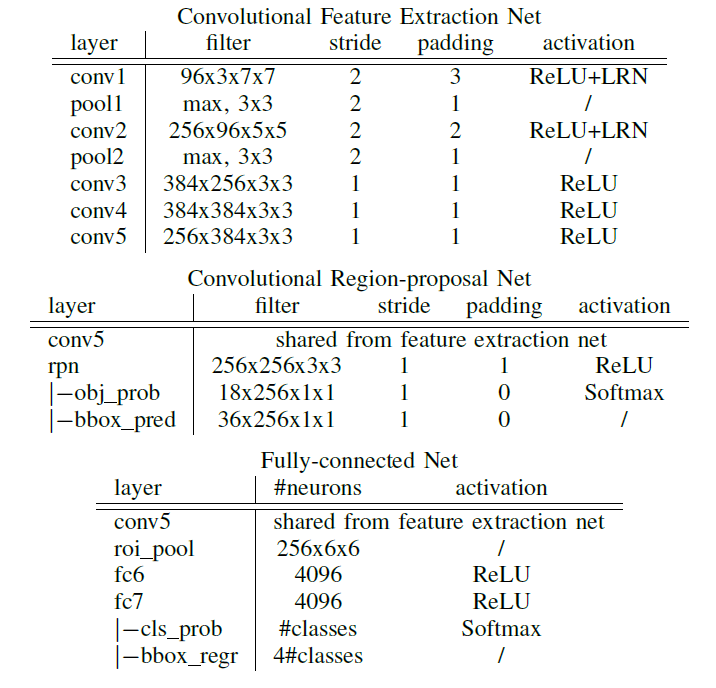 Convolutional Feature Extraction Net
layer filter stride padding activation
conv1 96x3x7x7 2 3 ReLU+LRN
pool1 max, 3x3 2 1 /
conv2 256x96x5x5 2 2 ReLU+LRN
pool2 max, 3x3 2 1 /
conv3 384x256x3x3 1 1 ReLU
conv4 384x384x3x3 1 1 ReLU
conv5 256x384x3x3 1 1 ReLU
Convolutional Region-proposal Net
layer filter stride padding activation
conv5 shared from feature extraction net
rpn 256x256x3x3 1 1 ReLU
|−obj_prob 18x256x1x1 1 0 Softmax
|−bbox_pred 36x256x1x1 1 0 /
Fully-connected Net
layer #neurons activation
conv5 shared from feature extraction net
roi_pool 256x6x6 /
fc6 4096 ReLU
fc7 4096 ReLU
|−cls_prob #classes Softmax
|−bbox_regr 4#classes /